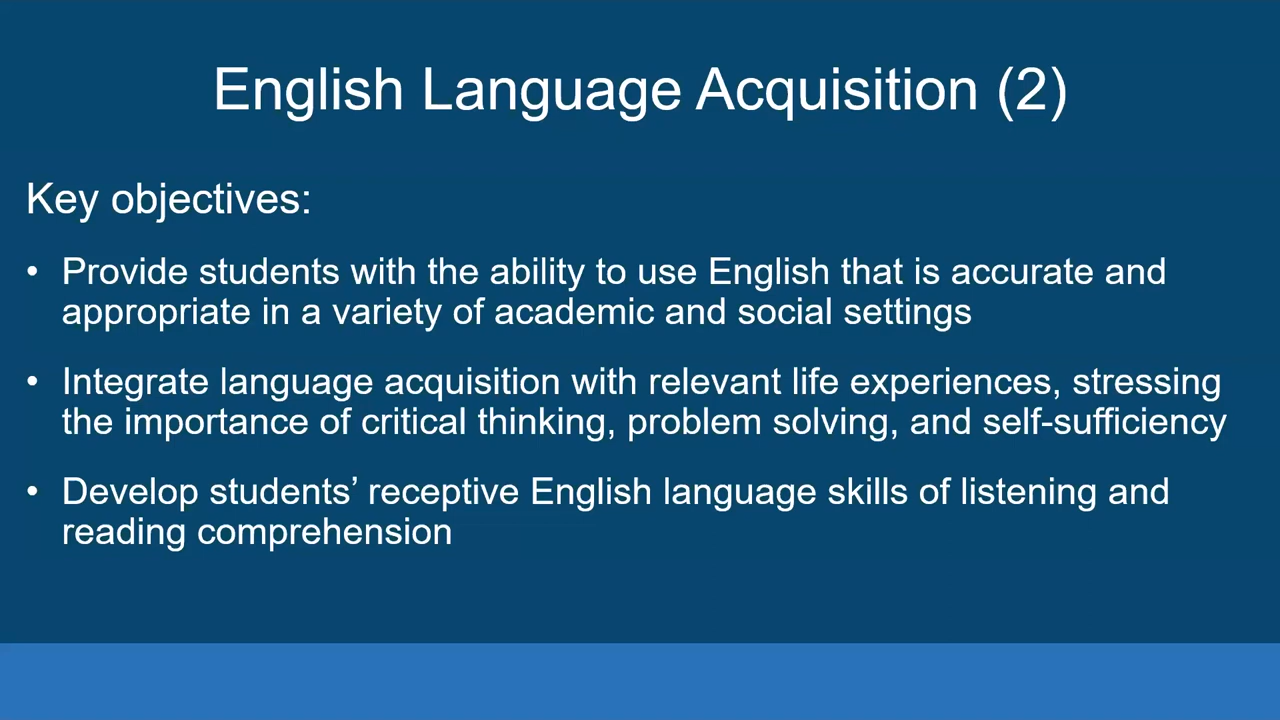 English Language Acquisition (2)
Key objectives:
• Provide students with the ability to use English that is accurate and
appropriate in a variety of academic and social settings
• Integrate language acquisition with relevant life experiences, stressing
the importance of critical thinking, problem solving, and self-sufficiency
• Develop students’ receptive English language skills of listening and
reading comprehension